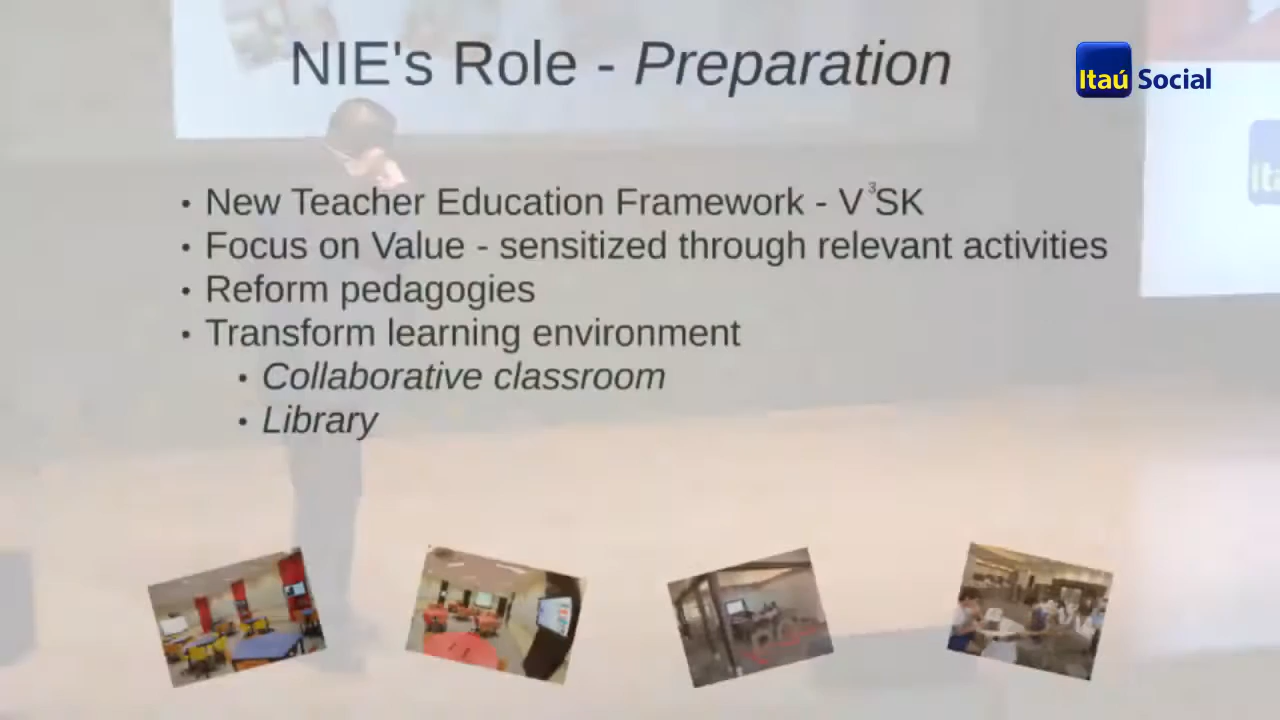 NIE's Role - Preparation
Itaú Social
• New Teacher Education Framework - V³SK
• Focus on Value - sensitized through relevant activities
• Reform pedagogies
• Transform learning environment
• Collaborative classroom
• Library